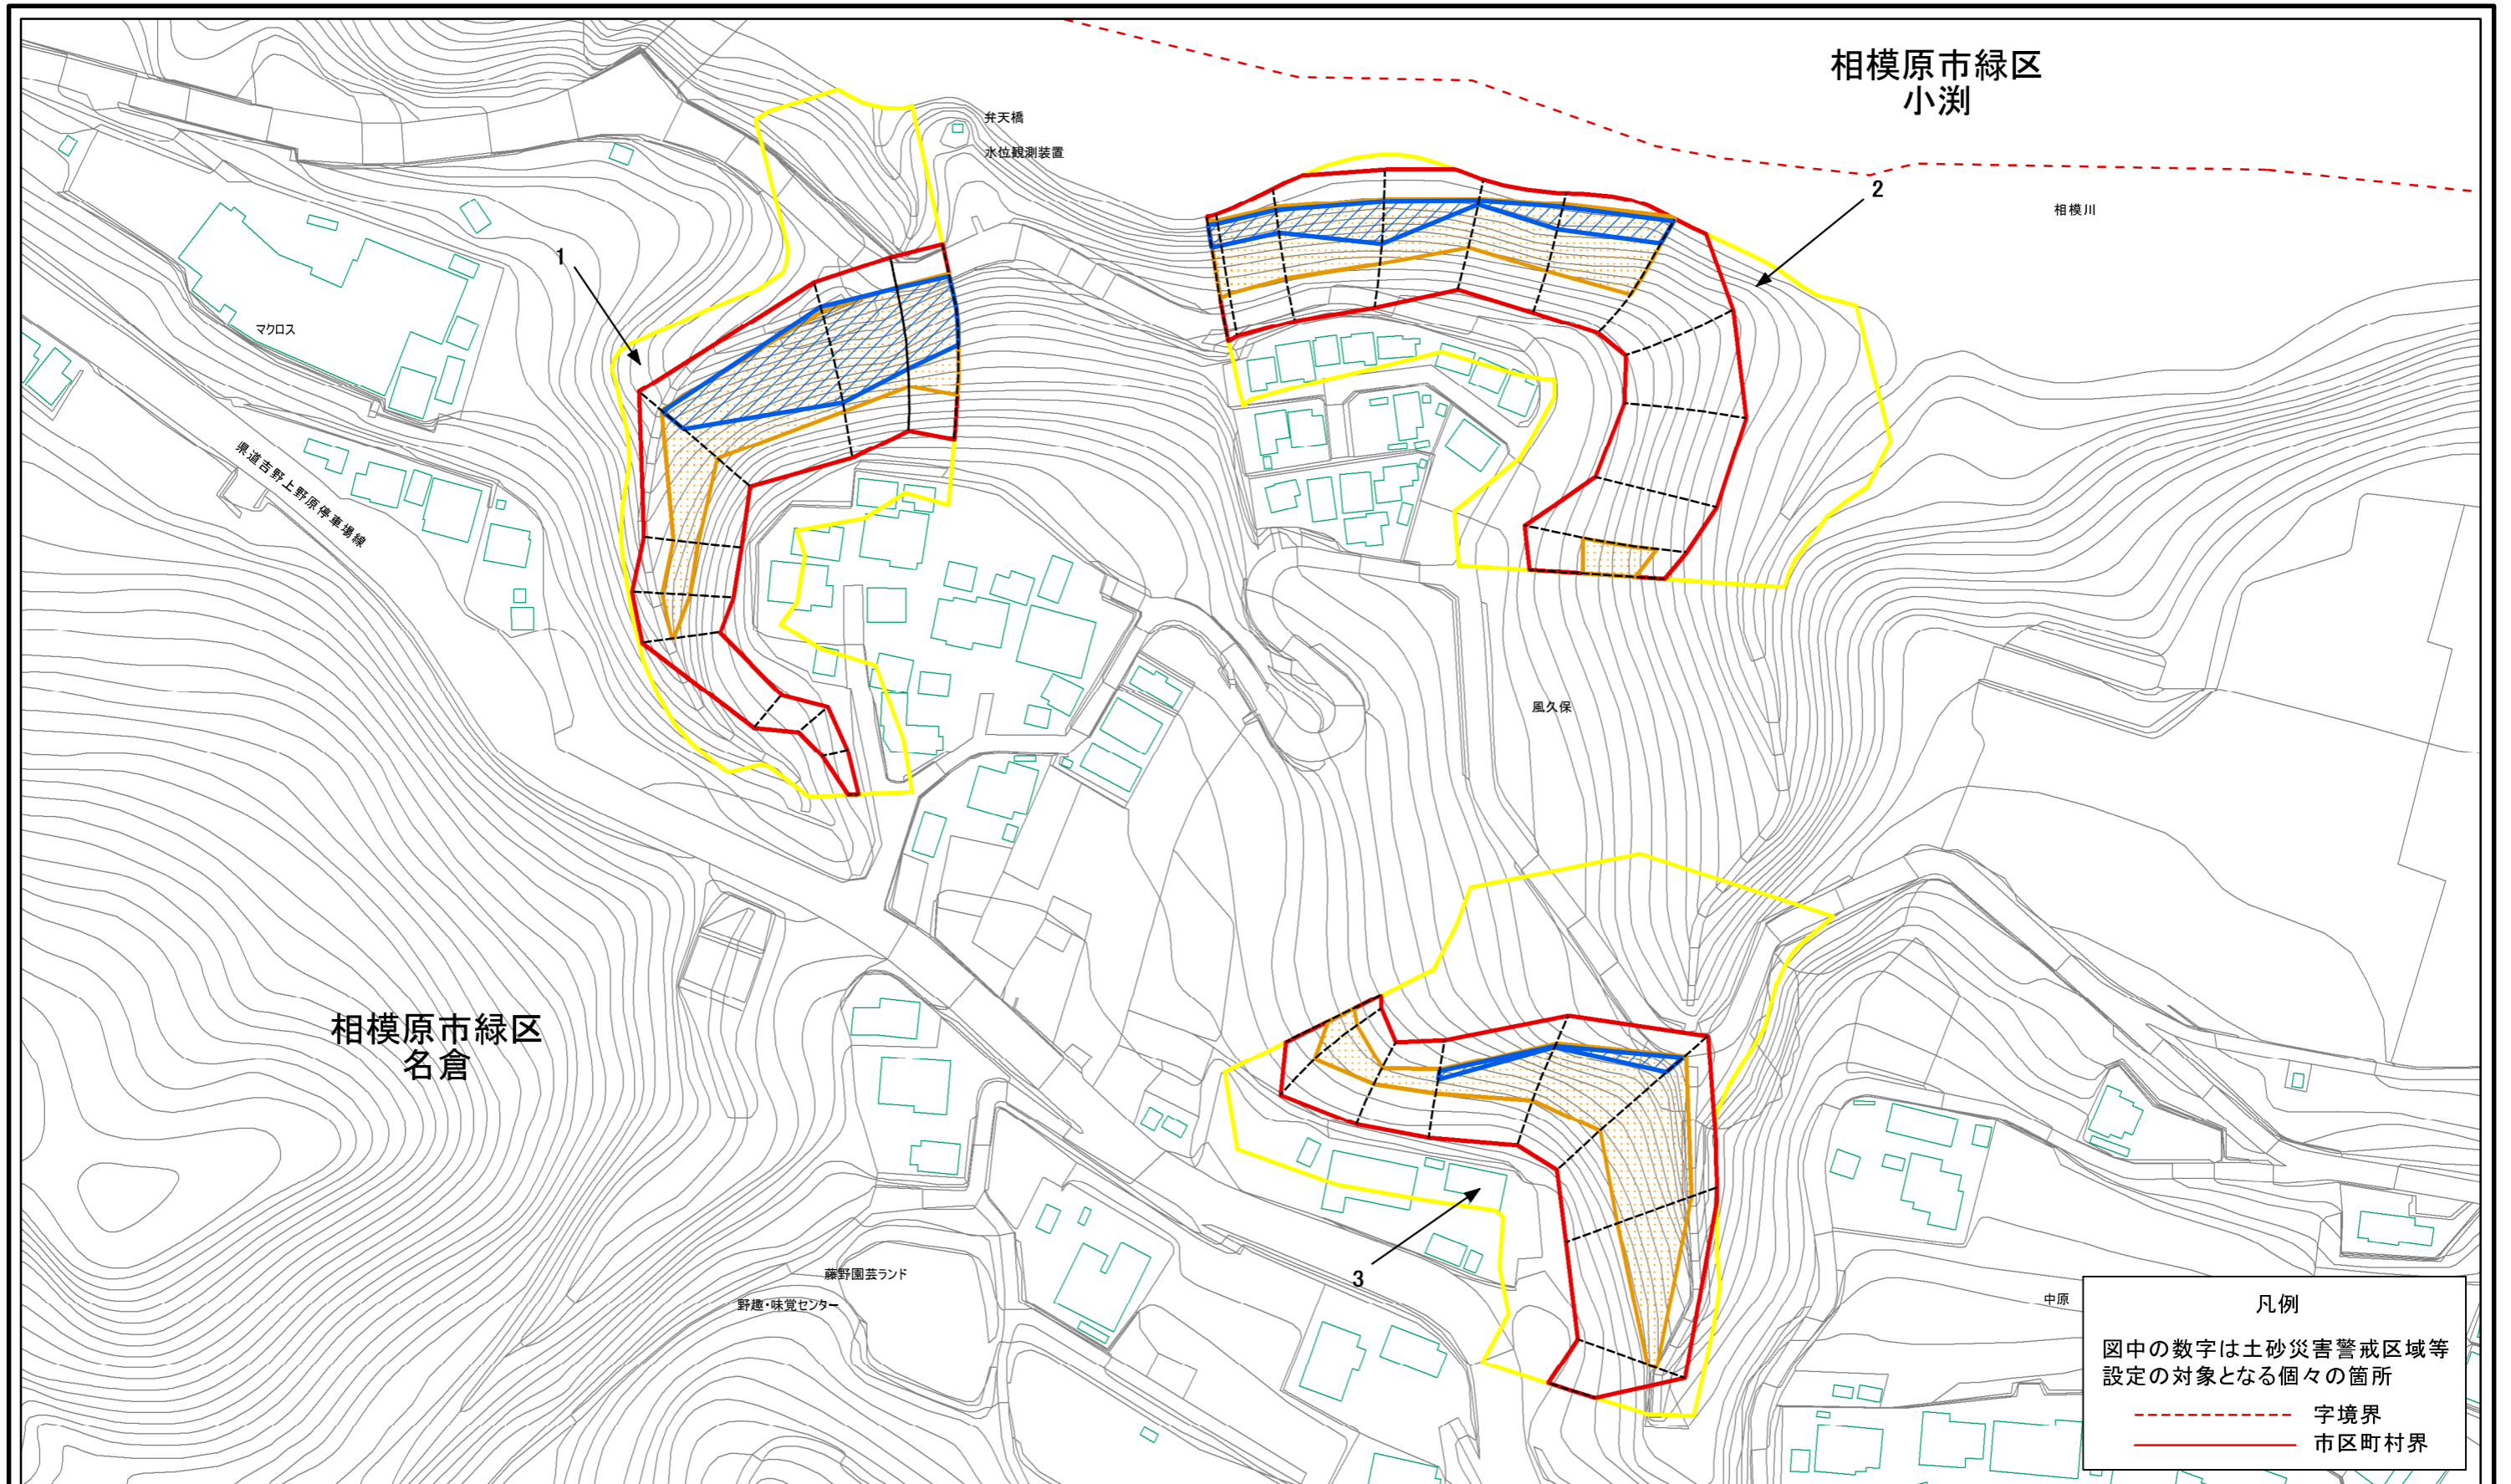 相模原市緑区
小渕
弁天橋
水位観測装置
2
相模川
1
マクロス
県道吉野上野原停車場線
風久保
相模原市緑区
名倉
3
藤野園芸ランド
野趣・味覚センター
中原
凡例
図中の数字は土砂災害警戒区域等
設定の対象となる個々の箇所
字境界
市区町村界